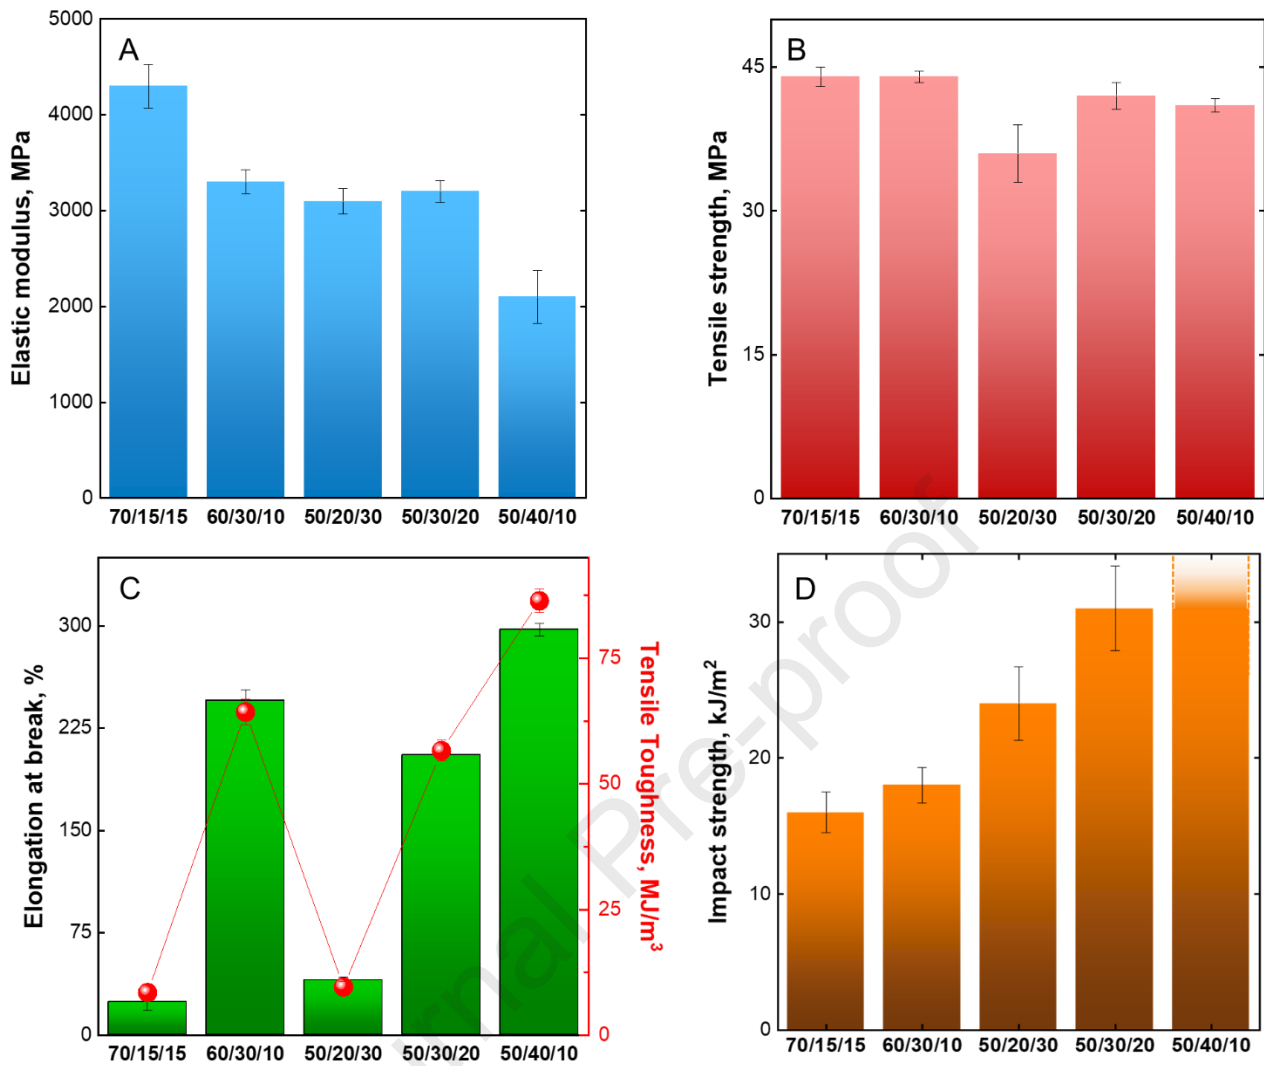 A
Elastic modulus, MPa
5000
4000
3000
2000
1000
0
70/15/15 60/30/10 50/20/30 50/30/20 50/40/10
B
Tensile strength, MPa
45
30
15
0
70/15/15 60/30/10 50/20/30 50/30/20 50/40/10
C
Elongation at break, %
300
225
150
75
0
Tensile Toughness, MJ/m³
75
50
25
0
70/15/15 60/30/10 50/20/30 50/30/20 50/40/10
D
Impact strength, kJ/m²
30
20
10
0
70/15/15 60/30/10 50/20/30 50/30/20 50/40/10
rnal Pre-proof